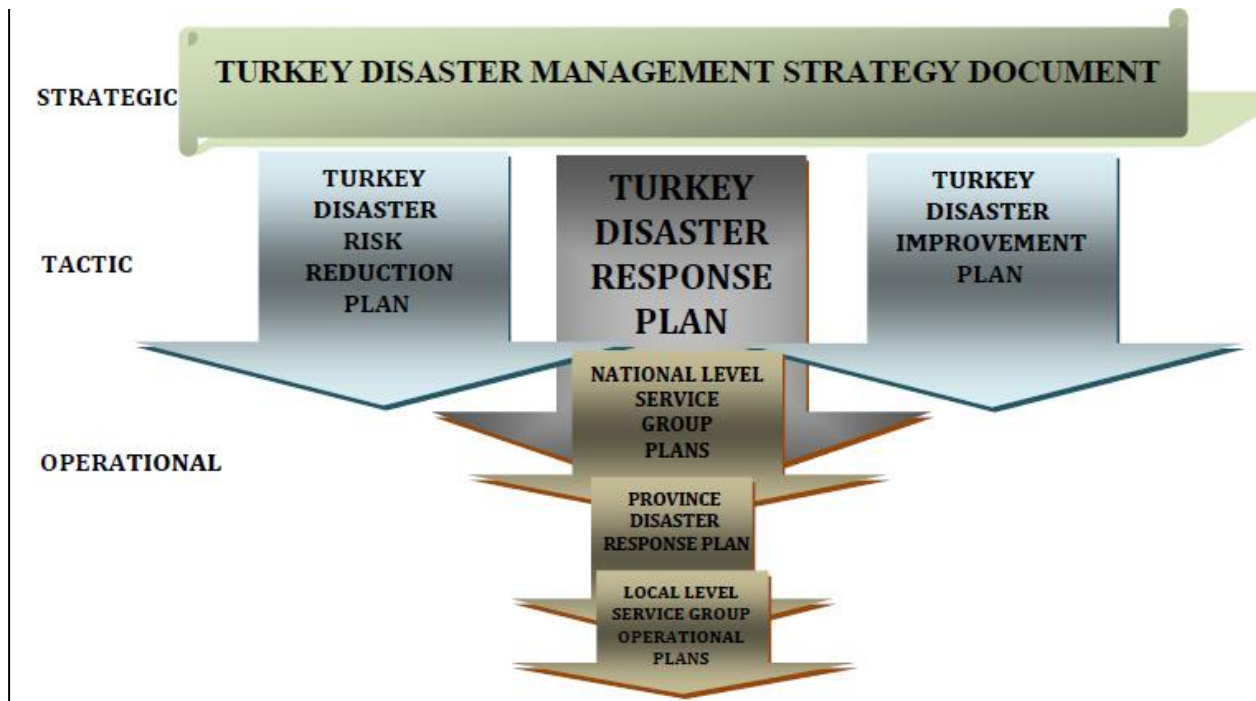 TURKEY DISASTER MANAGEMENT STRATEGY DOCUMENT
STRATEGIC
TURKEY
DISASTER
RISK
REDUCTION
PLAN
TURKEY
DISASTER
RESPONSE
PLAN
TURKEY
DISASTER
IMPROVEMENT
PLAN
TACTIC
NATIONAL LEVEL
SERVICE
GROUP
PLANS
OPERATIONAL
PROVINCE
DISASTER
RESPONSE PLAN
LOCAL LEVEL
SERVICE GROUP
OPERATIONAL
PLANS